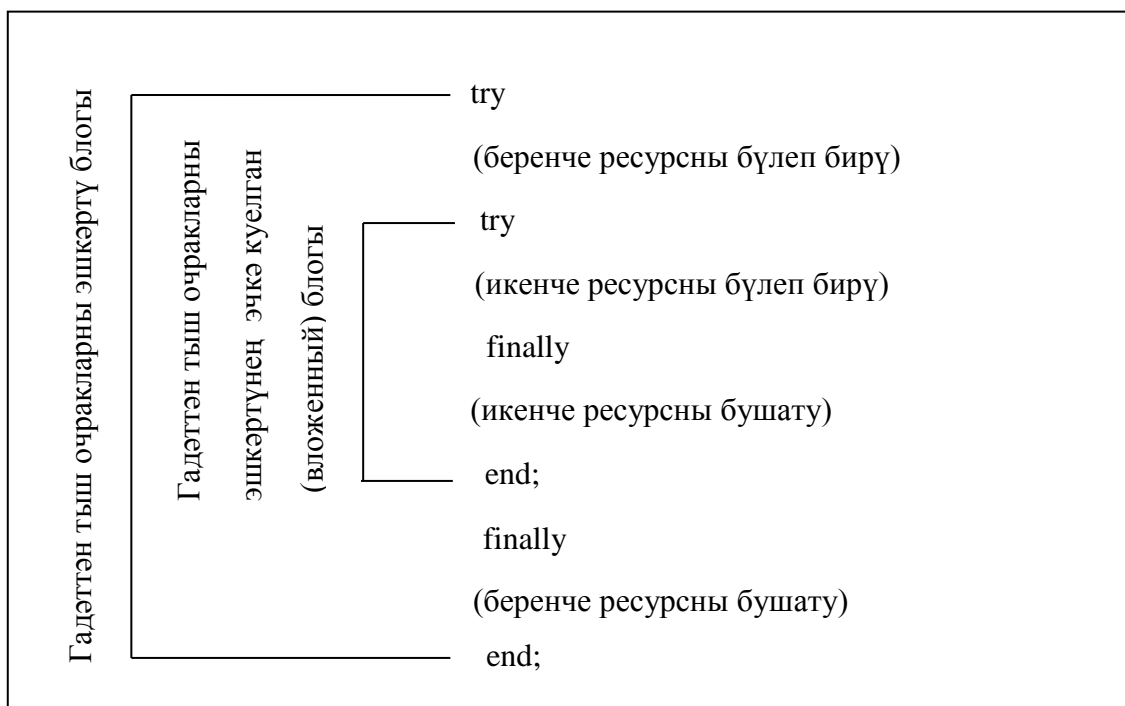 Гадәттән тыш очракларны эшкәртү блогы
Гадәттән тыш очракларны
эшкәртүнең эчкә куелган
(вложенный) блогы
try
(беренче ресурсны бүлеп бирү)
try
(икенче ресурсны бүлеп бирү)
finally
(икенче ресурсны бушату)
end;
finally
(беренче ресурсны бушату)
end;